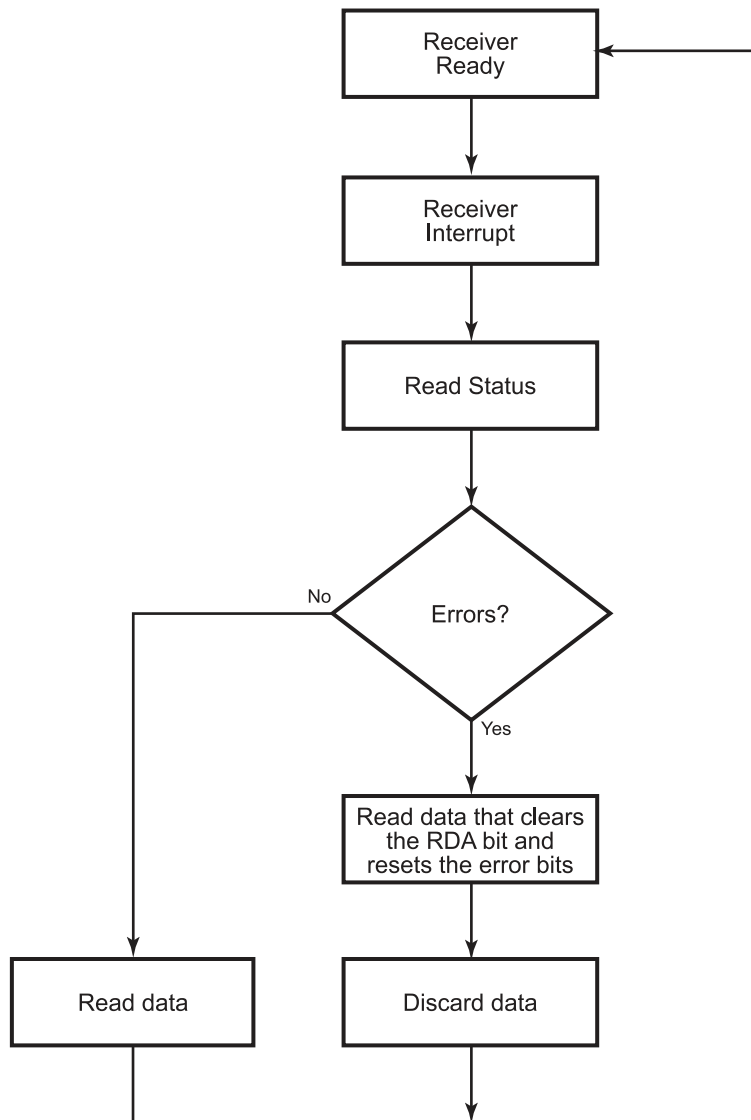 Receiver
Ready
Receiver
Interrupt
Read Status
No
Errors?
Yes
Read data that clears
the RDA bit and
resets the error bits
Read data
Discard data